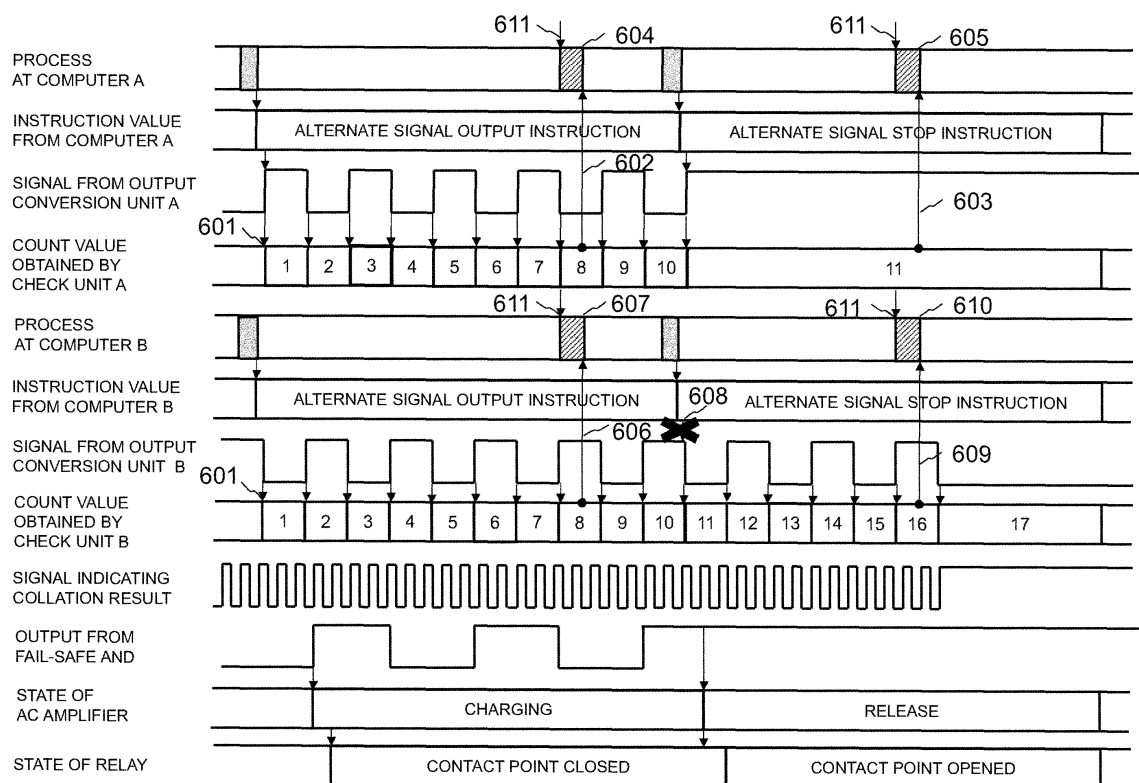 611
604
611
605
PROCESS
AT COMPUTER A
INSTRUCTION VALUE
FROM COMPUTER A
ALTERNATE SIGNAL OUTPUT INSTRUCTION
ALTERNATE SIGNAL STOP INSTRUCTION
SIGNAL FROM OUTPUT
CONVERSION UNIT A
602
603
601
COUNT VALUE
OBTAINED BY
CHECK UNIT A
1 2 3 4 5 6 7 8 9 10 11
611
607
611
610
PROCESS
AT COMPUTER B
INSTRUCTION VALUE
FROM COMPUTER B
ALTERNATE SIGNAL OUTPUT INSTRUCTION
ALTERNATE SIGNAL STOP INSTRUCTION
608
606
609
SIGNAL FROM OUTPUT
CONVERSION UNIT B
601
COUNT VALUE
OBTAINED BY
CHECK UNIT B
1 2 3 4 5 6 7 8 9 10 11 12 13 14 15 16 17
SIGNAL INDICATING
COLLATION RESULT
OUTPUT FROM
FAIL-SAFE AND
STATE OF
AC AMPLIFIER
CHARGING
RELEASE
STATE OF RELAY
CONTACT POINT CLOSED
CONTACT POINT OPENED